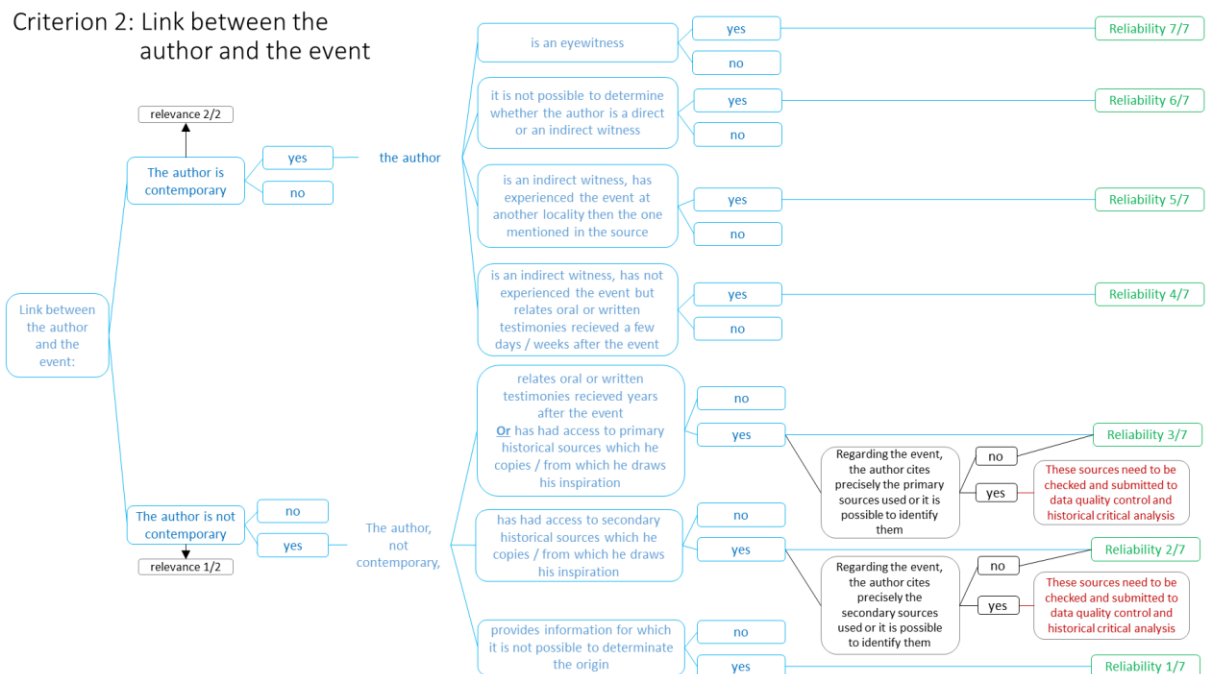 Criterion 2: Link between the
author and the event
Link between
the author
and the
event:
relevance 2/2
The author is
contemporary
yes
no
the author
is an eyewitness
yes
no
Reliability 7/7
it is not possible to determine
whether the author is a direct
or an indirect witness
yes
no
Reliability 6/7
is an indirect witness, has
experienced the event at
another locality then the one
mentioned in the source
yes
no
Reliability 5/7
is an indirect witness, has not
experienced the event but
relates oral or written
testimonies recieved a few
days / weeks after the event
yes
no
Reliability 4/7
The author is not
contemporary
relevance 1/2
no
yes
The author,
not
contemporary,
relates oral or written
testimonies recieved years
after the event
Or has had access to primary
historical sources which he
copies / from which he draws
his inspiration
no
yes
Reliability 3/7
Regarding the event,
the author cites
precisely the primary
sources used or it is
possible to identify
them
no
yes
These sources need to be
checked and submitted to
data quality control and
historical critical analysis
has had access to secondary
historical sources which he
copies / from which he draws
his inspiration
no
yes
Reliability 2/7
Regarding the event,
the author cites
precisely the
secondary sources
used or it is possible
to identify them
no
yes
These sources need to be
checked and submitted to
data quality control and
historical critical analysis
provides information for which
it is not possible to determinate
the origin
no
yes
Reliability 1/7